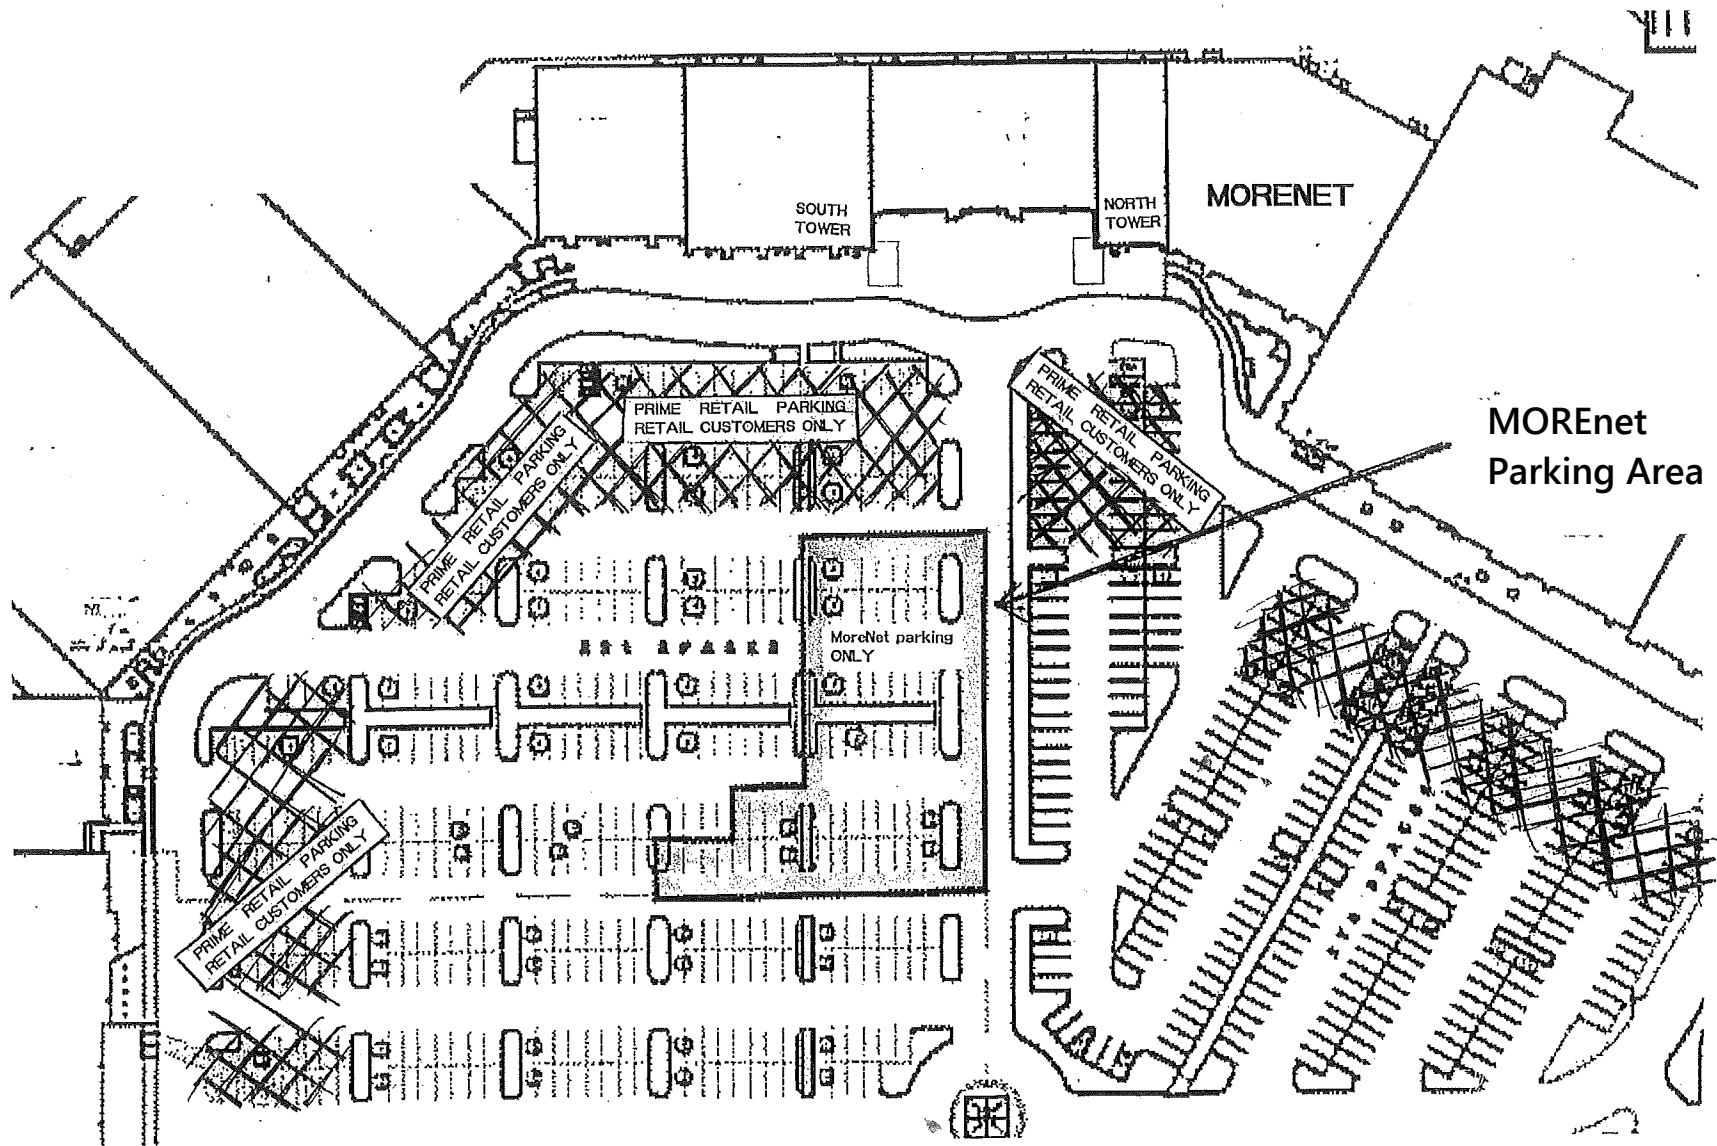 MORENET
SOUTH
TOWER
NORTH
TOWER
PRIME RETAIL PARKING
RETAIL CUSTOMERS ONLY
PRIME RETAIL PARKING
RETAIL CUSTOMERS ONLY
PRIME RETAIL PARKING
RETAIL CUSTOMERS ONLY
MOREnet
Parking Area
MoreNet parking
ONLY
PRIME RETAIL PARKING
RETAIL CUSTOMERS ONLY